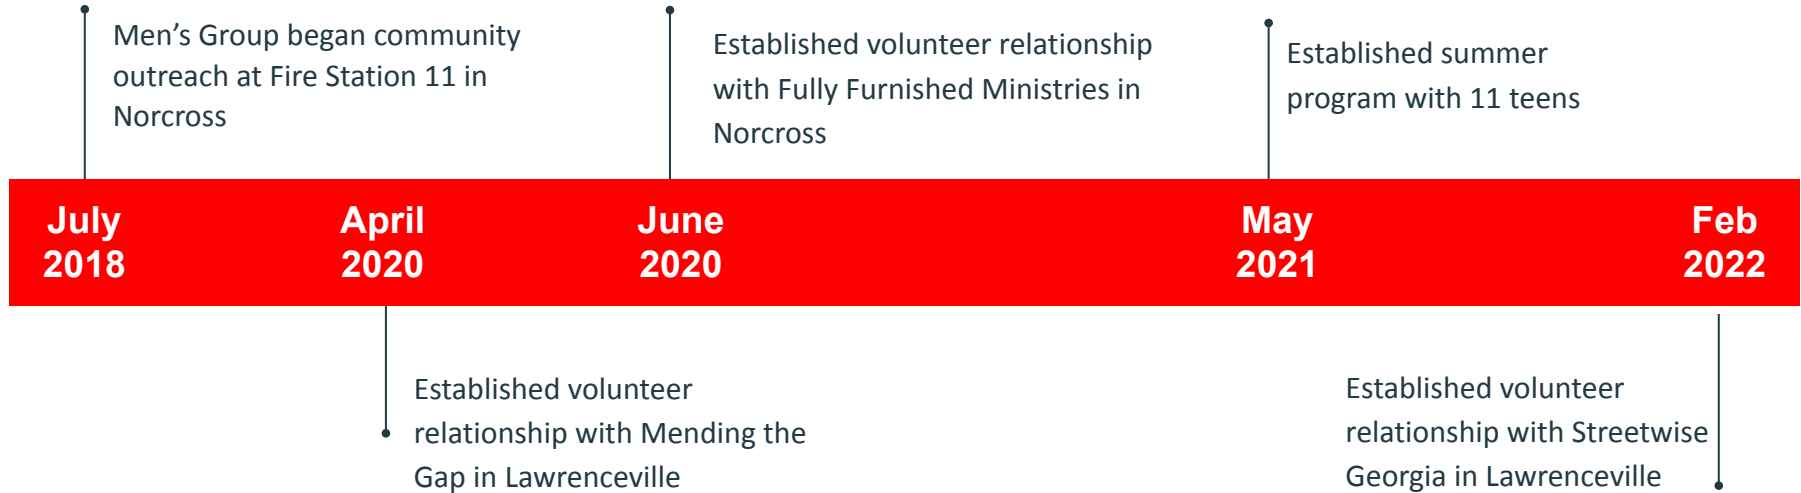 Men’s Group began community
outreach at Fire Station 11 in
Norcross
Established volunteer relationship
with Fully Furnished Ministries in
Norcross
Established summer
program with 11 teens
July
2018
April
2020
June
2020
May
2021
Feb
2022
Established volunteer
relationship with Mending the
Gap in Lawrenceville
Established volunteer
relationship with Streetwise
Georgia in Lawrenceville